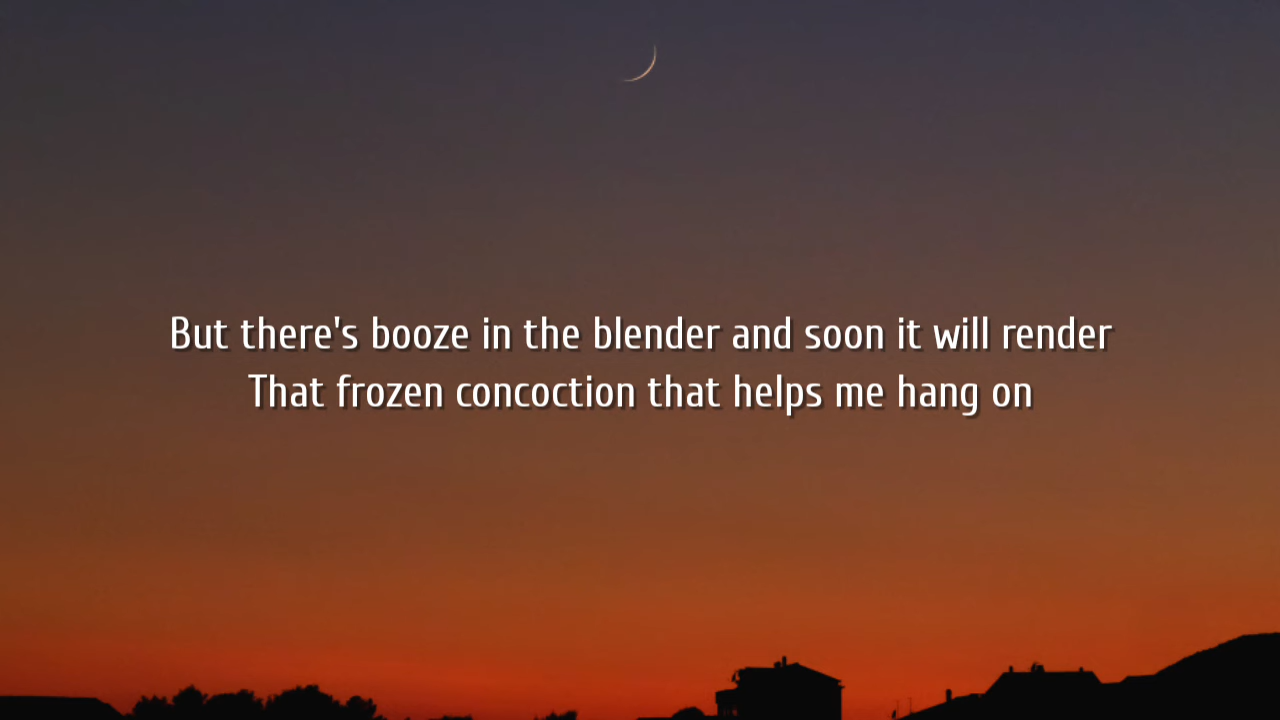 But there's booze in the blender and soon it will render
That frozen concoction that helps me hang on